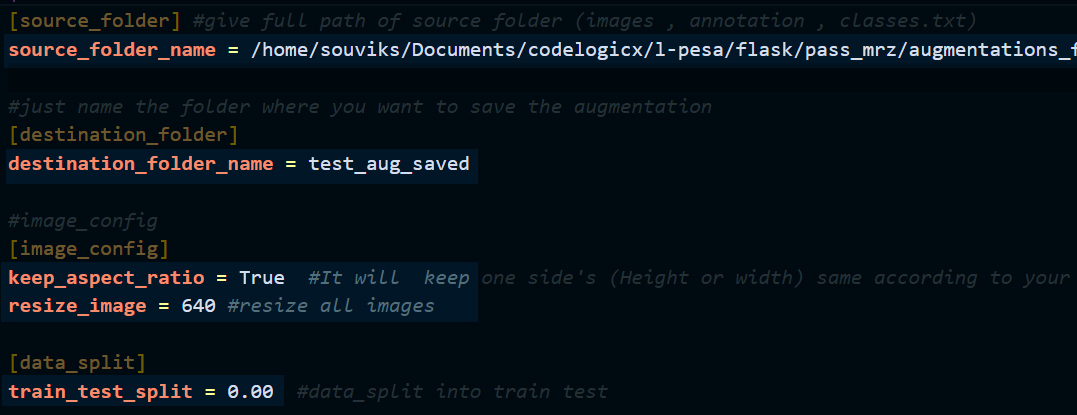 [source_folder] #give full path of source folder (images , annotation , classes.txt)
source_folder_name = /home/souviks/Documents/codelogicx/l-pesa/flask/pass_mrz/augmentations_f
#just name the folder where you want to save the augmentation
[destination_folder]
destination_folder_name = test_aug_saved
#image_config
[image_config]
keep_aspect_ratio = True  #It will  keep one side's (Height or width) same according to your
resize_image = 640 #resize all images
[data_split]
train_test_split = 0.00  #data_split into train test